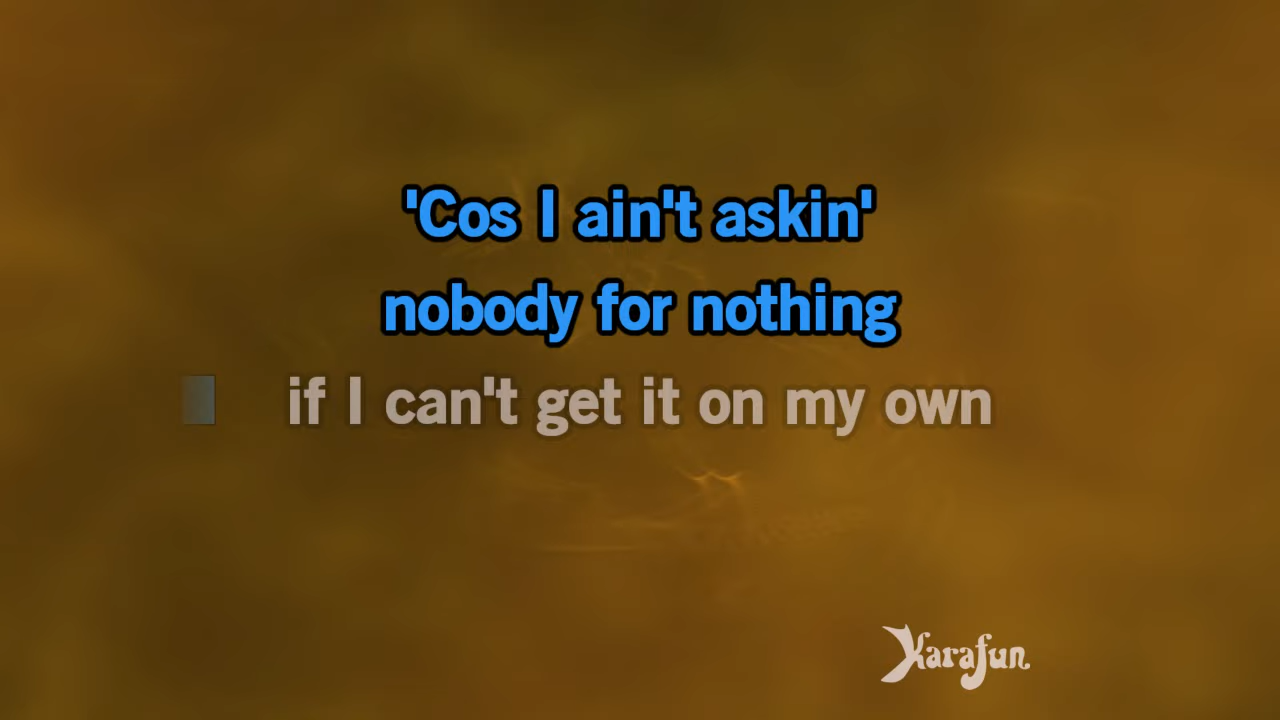 'Cos I ain't askin'
nobody for nothing
if I can't get it on my own
Karafun